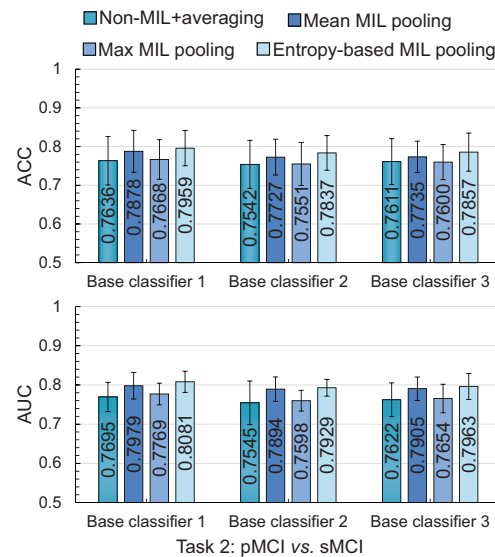 Non-MIL+averaging Mean MIL pooling
Max MIL pooling Entropy-based MIL pooling
ACC
1
0.9
0.8
0.7
0.6
0.5
0.7636 0.7878 0.7668 0.7959 0.7542 0.7727 0.7551 0.7837 0.7611 0.7735 0.7600 0.7857
Base classifier 1 Base classifier 2 Base classifier 3
AUC
1
0.9
0.8
0.7
0.6
0.5
0.7695 0.7979 0.7769 0.8081 0.7545 0.7894 0.7598 0.7929 0.7622 0.7905 0.7654 0.7963
Base classifier 1 Base classifier 2 Base classifier 3
Task 2: pMCI vs. sMCI